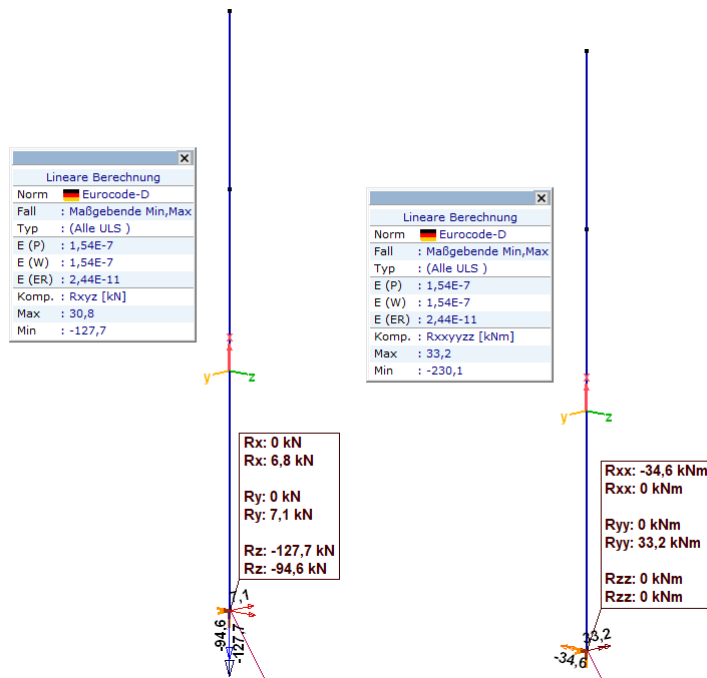 Lineare Berechnung
Norm Eurocode-D
Fall : Maßgebende Min,Max
Typ : (Alle ULS )
E (P) : 1,54E-7
E (W) : 1,54E-7
E (ER) : 2,44E-11
Komp. : Rxyz [kN]
Max : 30,8
Min : -127,7
y
x
z
Rx: 0 kN
Rx: 6,8 kN
Ry: 0 kN
Ry: 7,1 kN
Rz: -127,7 kN
Rz: -94,6 kN
7,1
-94,6
-127,7
Lineare Berechnung
Norm Eurocode-D
Fall : Maßgebende Min,Max
Typ : (Alle ULS )
E (P) : 1,54E-7
E (W) : 1,54E-7
E (ER) : 2,44E-11
Komp. : Rxxyyzz [kNm]
Max : 33,2
Min : -230,1
x
y
z
Rxx: -34,6 kNm
Rxx: 0 kNm
Ryy: 0 kNm
Ryy: 33,2 kNm
Rzz: 0 kNm
Rzz: 0 kNm
33,2
-34,6